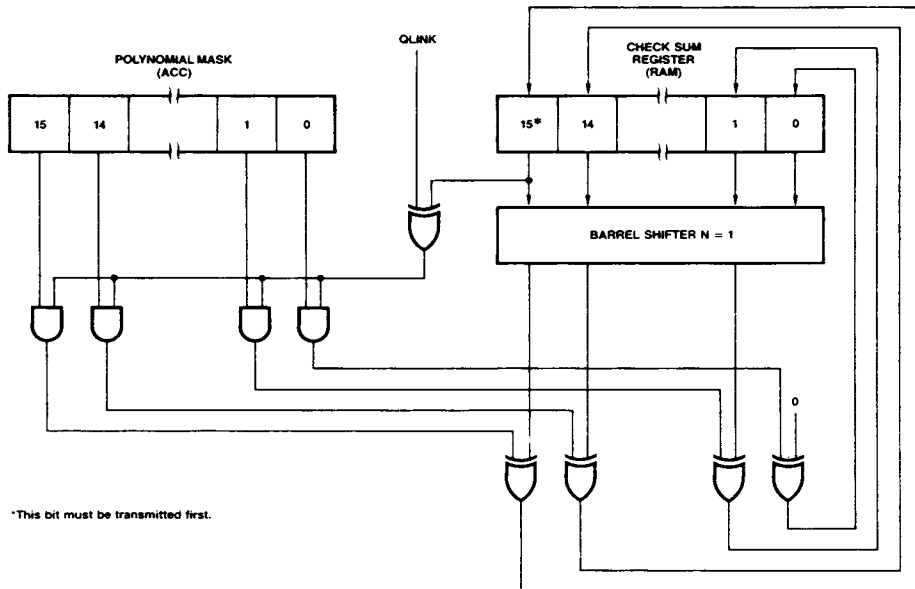 QLINK
POLYNOMIAL MASK
(ACC)
CHECK SUM
REGISTER
(RAM)
15 14 1 0
15* 14 1 0
BARREL SHIFTER N = 1
0
*This bit must be transmitted first.